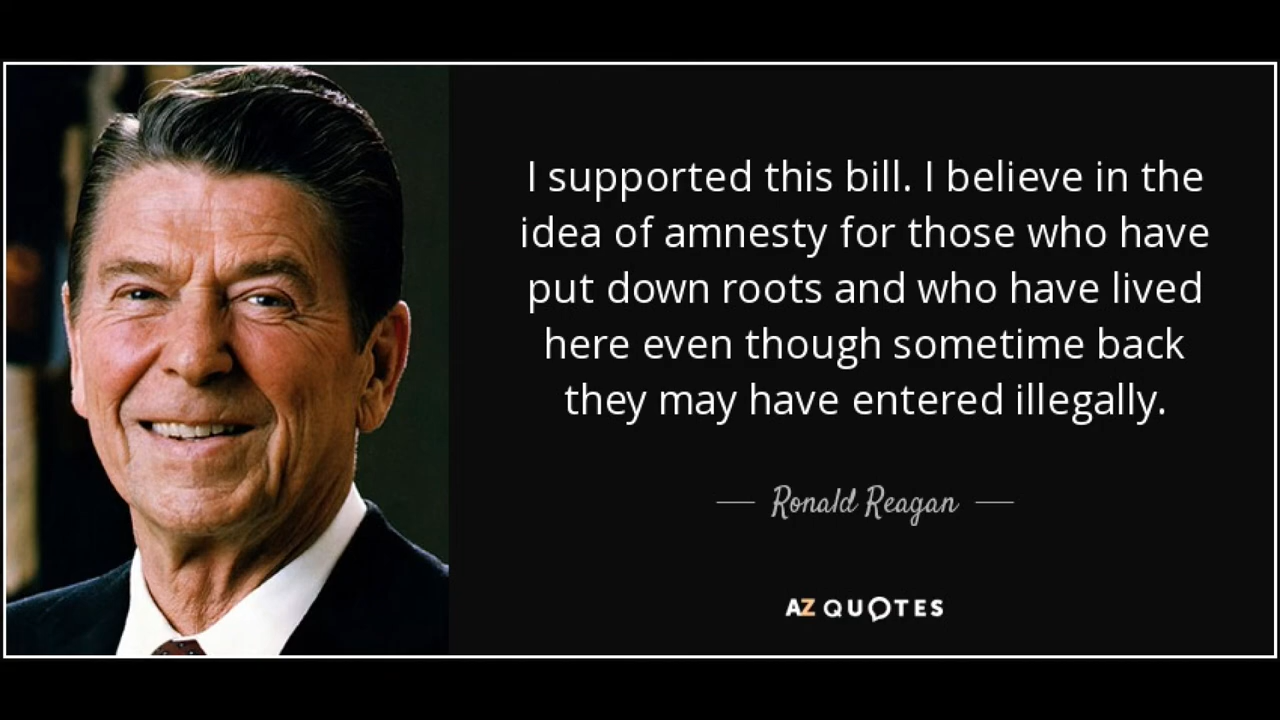 I supported this bill. I believe in the
idea of amnesty for those who have
put down roots and who have lived
here even though sometime back
they may have entered illegally.
Ronald Reagan
AZ QUOTES